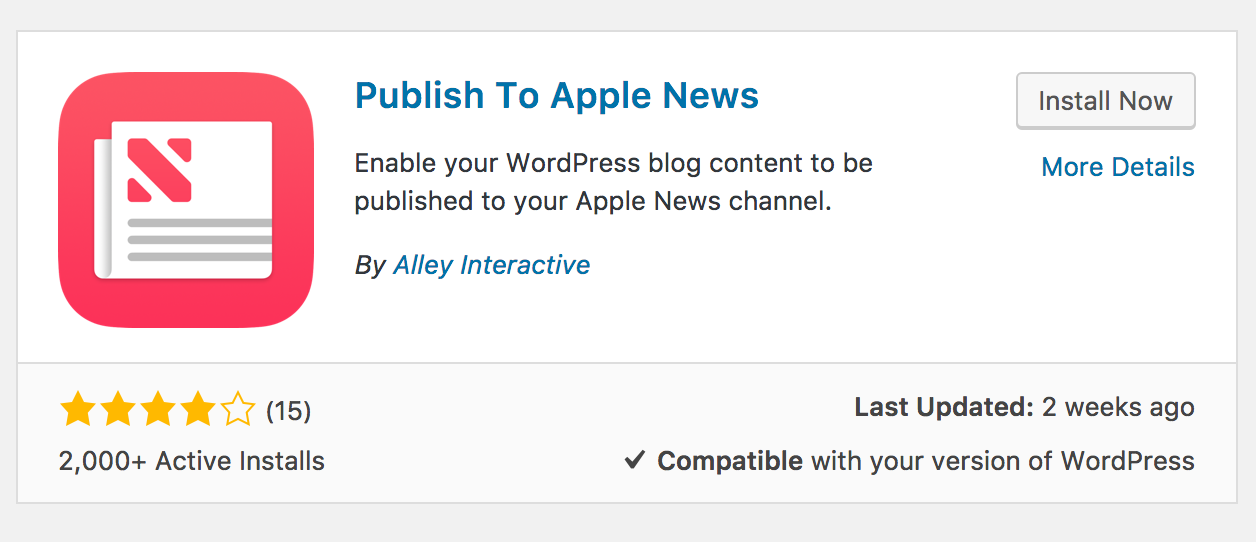 Publish To Apple News
Install Now
More Details
Enable your WordPress blog content to be
published to your Apple News channel.
By Alley Interactive
(15)
Last Updated: 2 weeks ago
2,000+ Active Installs
Compatible with your version of WordPress